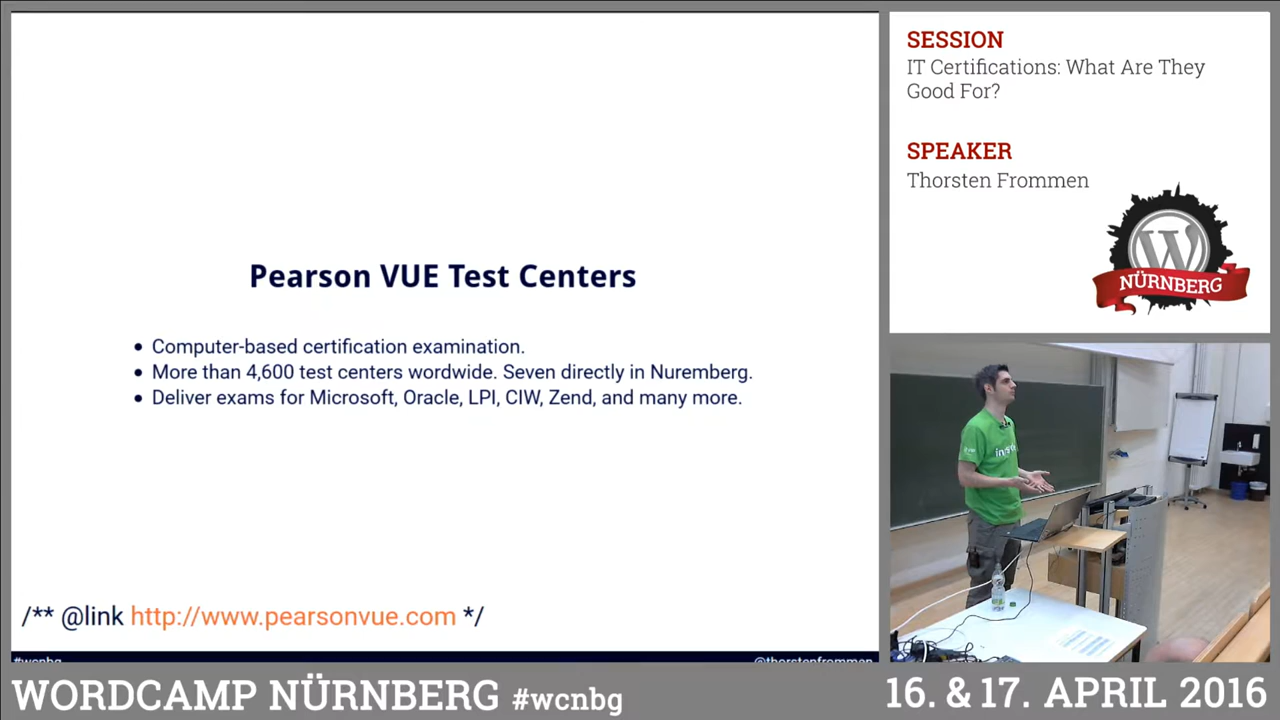 Pearson VUE Test Centers
Computer-based certification examination.
More than 4,600 test centers wordwide. Seven directly in Nuremberg.
Deliver exams for Microsoft, Oracle, LPI, CIW, Zend, and many more.
/** @link http://www.pearsonvue.com */
#wcnbg
@thorstenfrommen
SESSION
IT Certifications: What Are They
Good For?
SPEAKER
Thorsten Frommen
W
NÜRNBERG
WORDCAMP NÜRNBERG #wcnbg
16. & 17. APRIL 2016